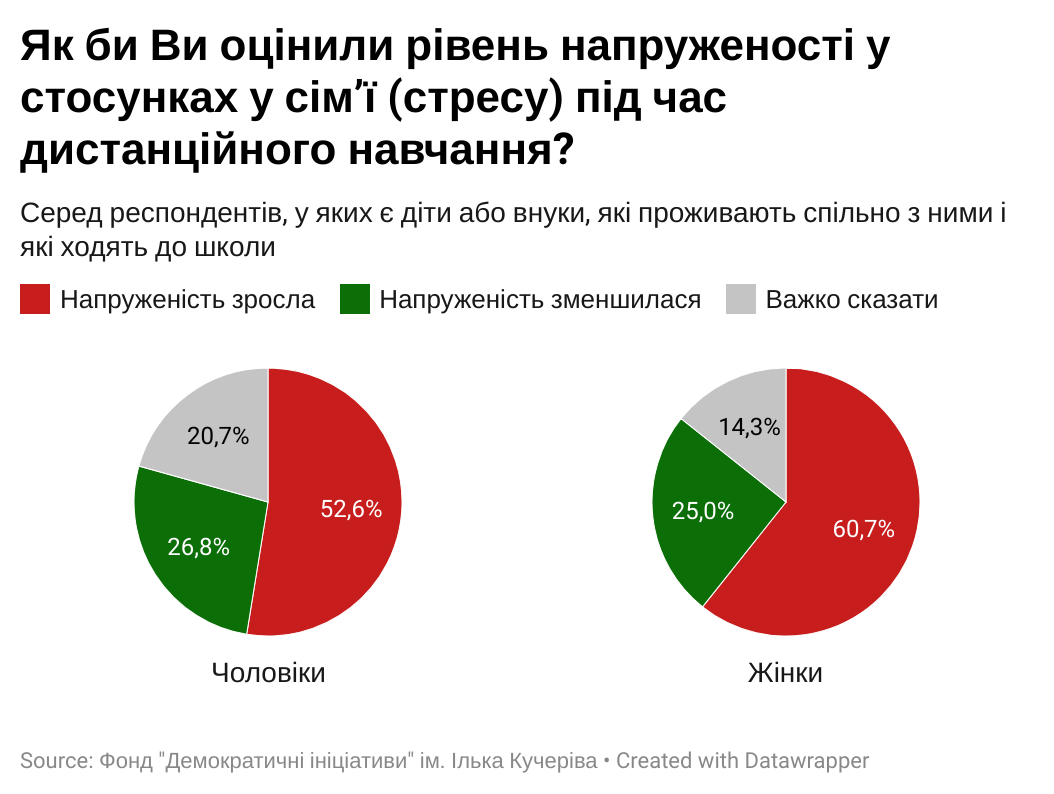 Як би Ви оцінили рівень напруженості у
стосунках у сім’ї (стресу) під час
дистанційного навчання?
Серед респондентів, у яких є діти або внуки, які проживають спільно з ними і
які ходять до школи
Напруженість зросла Напруженість зменшилася Важко сказати
20,7%
52,6%
26,8%
Чоловіки
14,3%
25,0%
60,7%
Жінки
Source: Фонд "Демократичні ініціативи" ім. Ілька Кучеріва • Created with Datawrapper